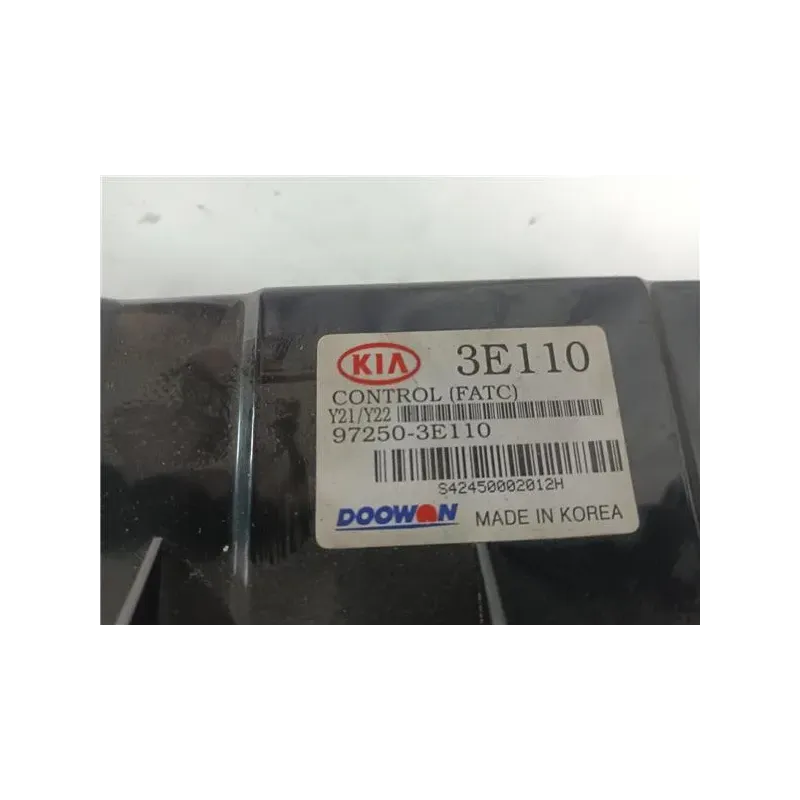 KIA 3E110
CONTROL (FATC)
Y21/Y22
97250-3E110
S42450002012H
DOOWON MADE IN KOREA